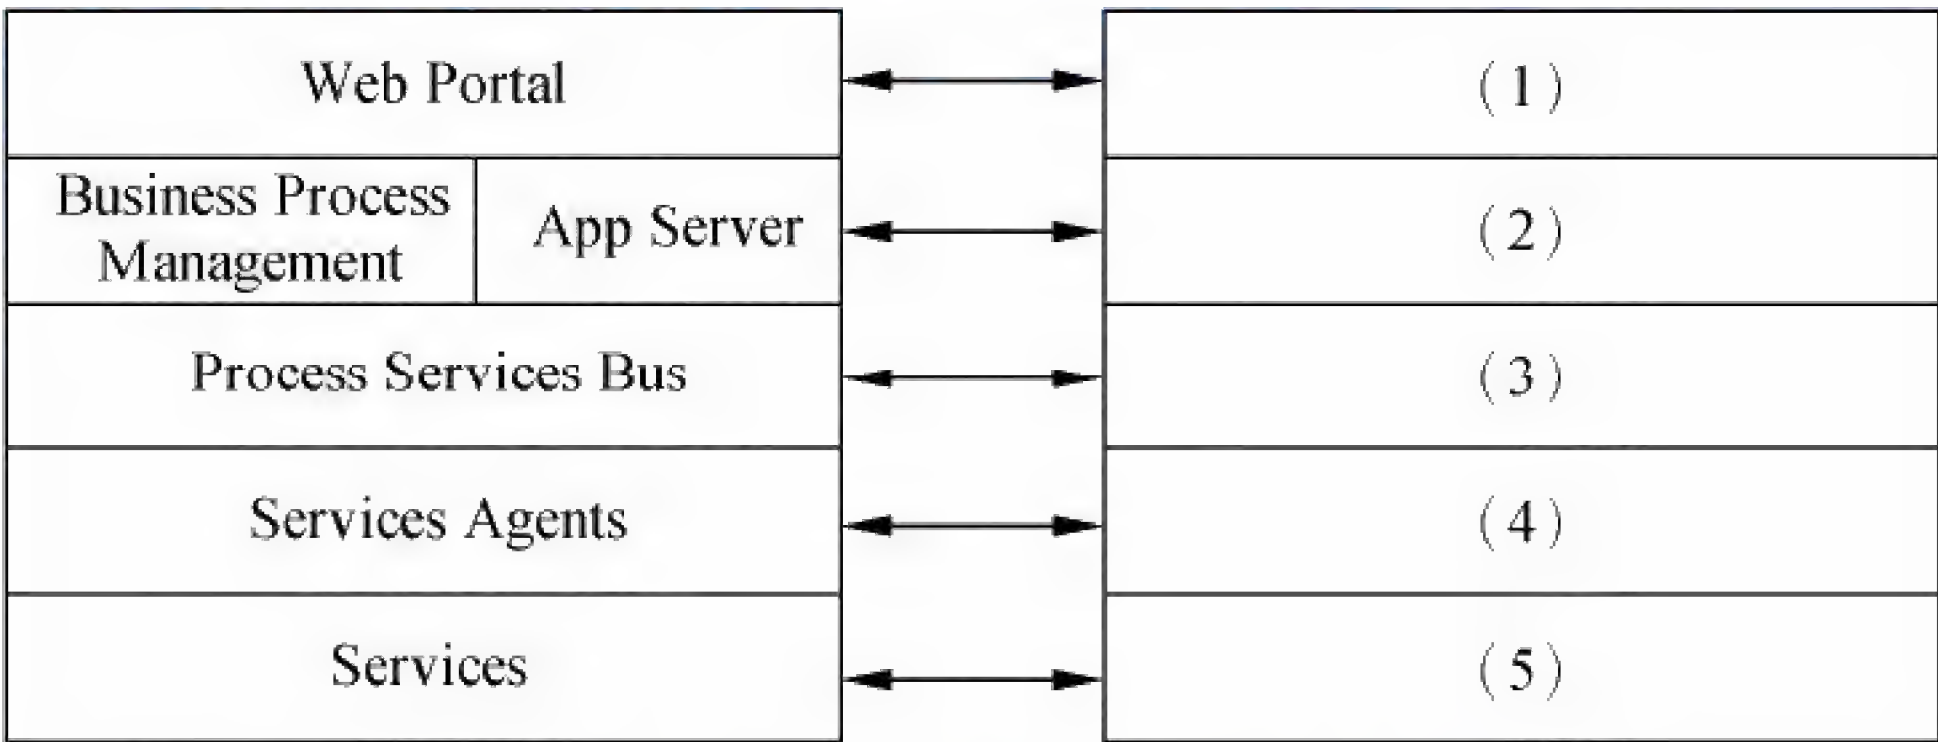 Web Portal
(1)
Business Process
Management
App Server
(2)
Process Services Bus
(3)
Services Agents
(4)
Services
(5)